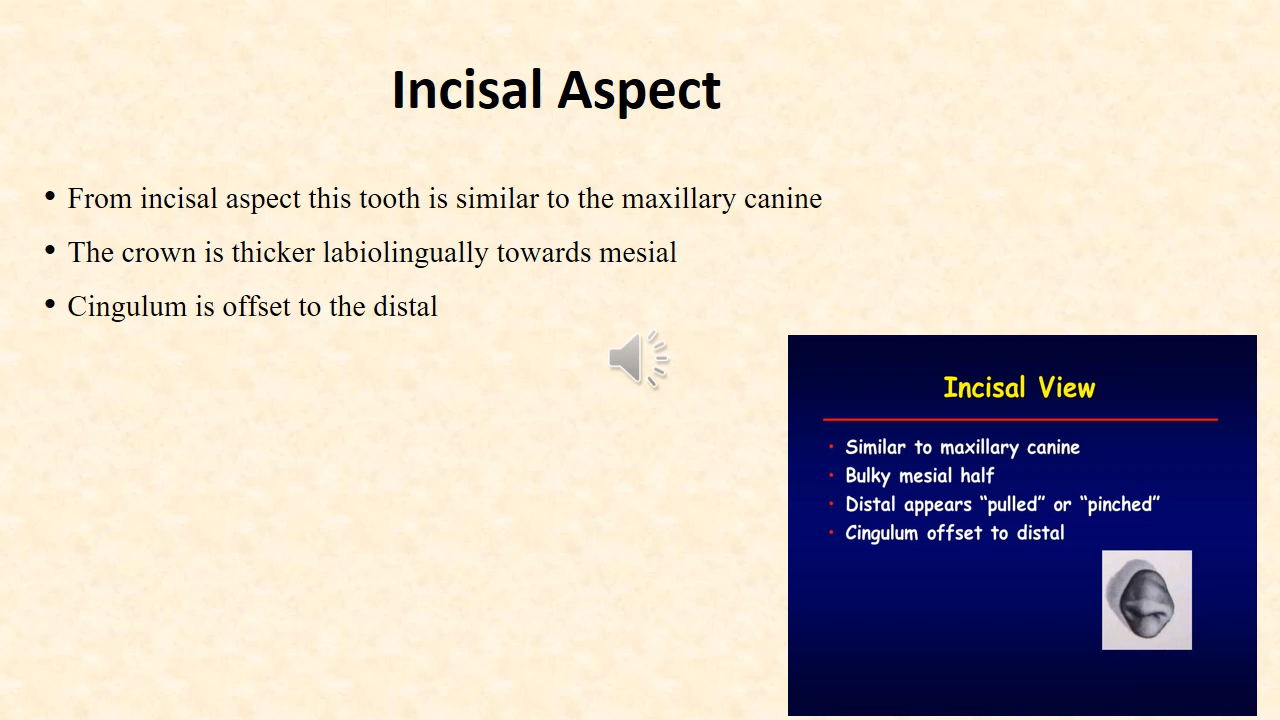 Incisal Aspect
• From incisal aspect this tooth is similar to the maxillary canine
• The crown is thicker labiolingually towards mesial
• Cingulum is offset to the distal
Incisal View
• Similar to maxillary canine
• Bulky mesial half
• Distal appears “pulled” or “pinched”
• Cingulum offset to distal